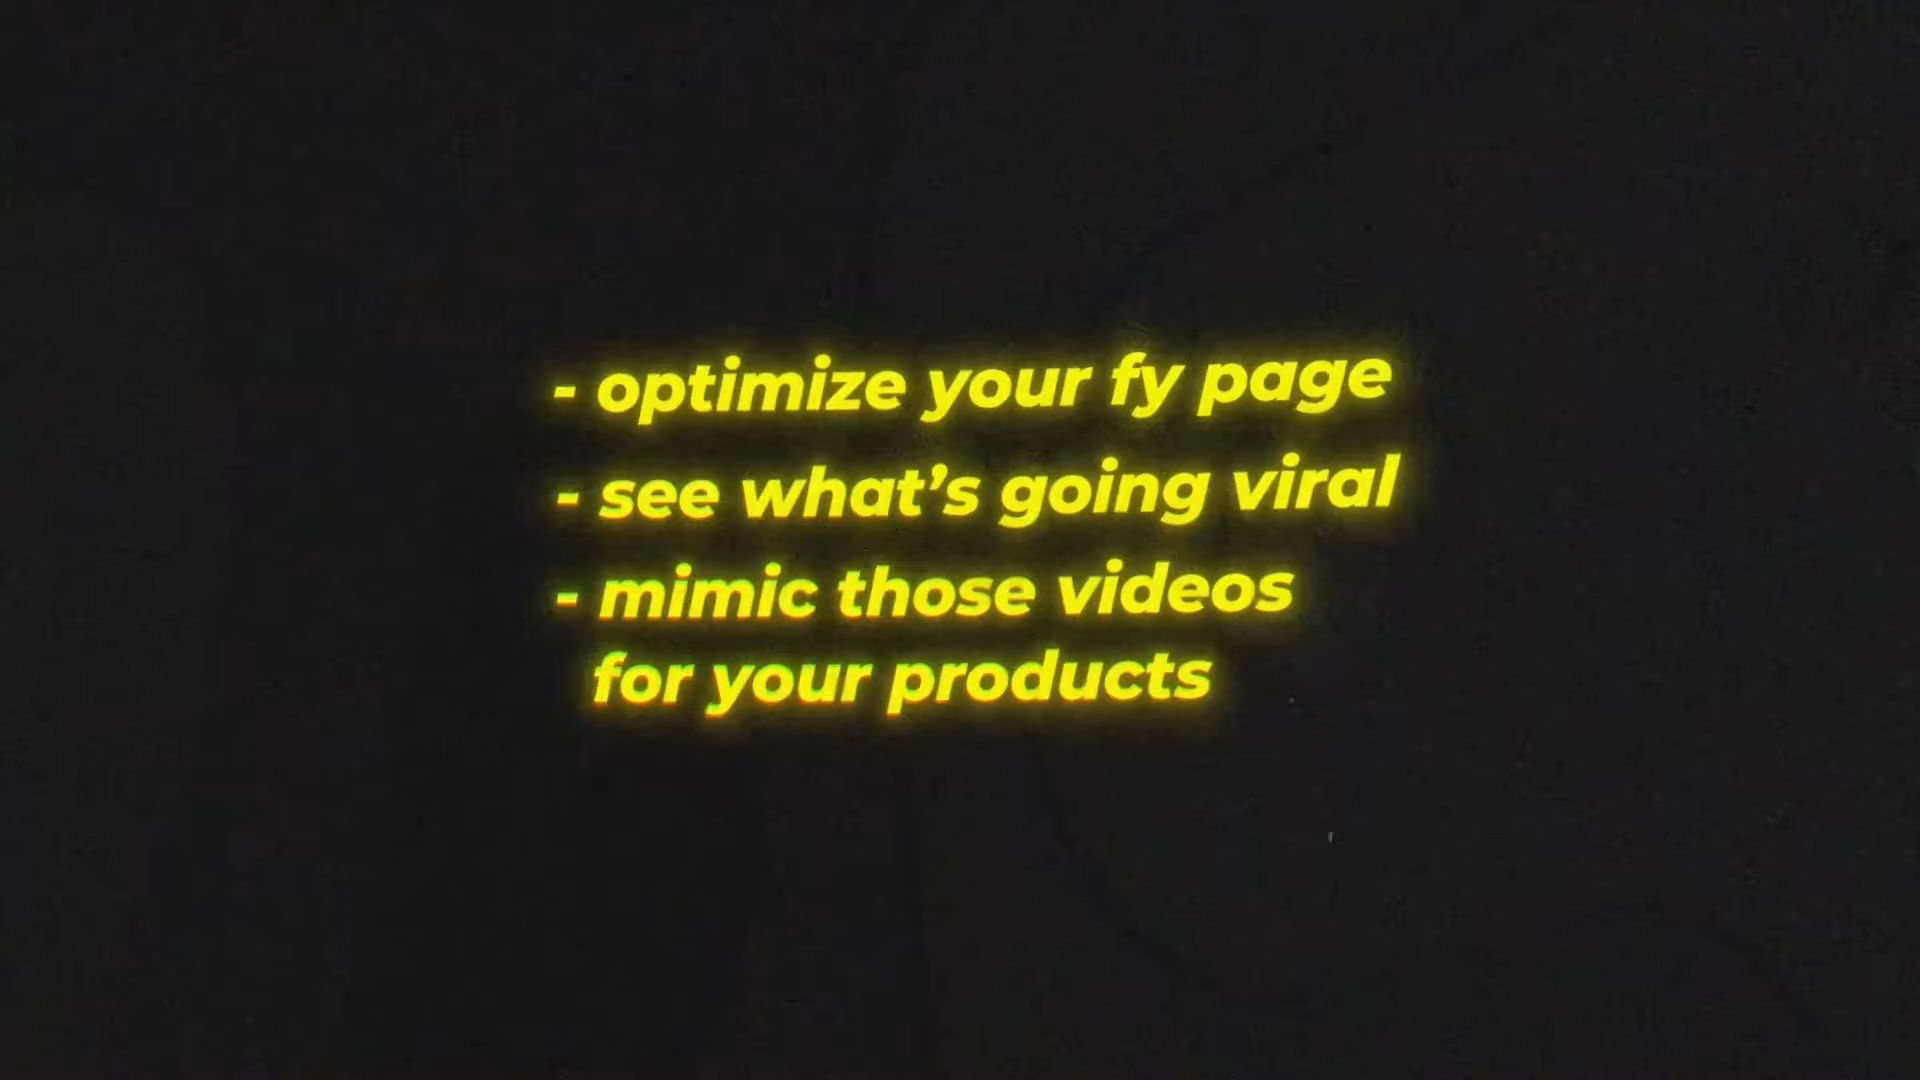 - optimize your fy page
- see what’s going viral
- mimic those videos
for your products